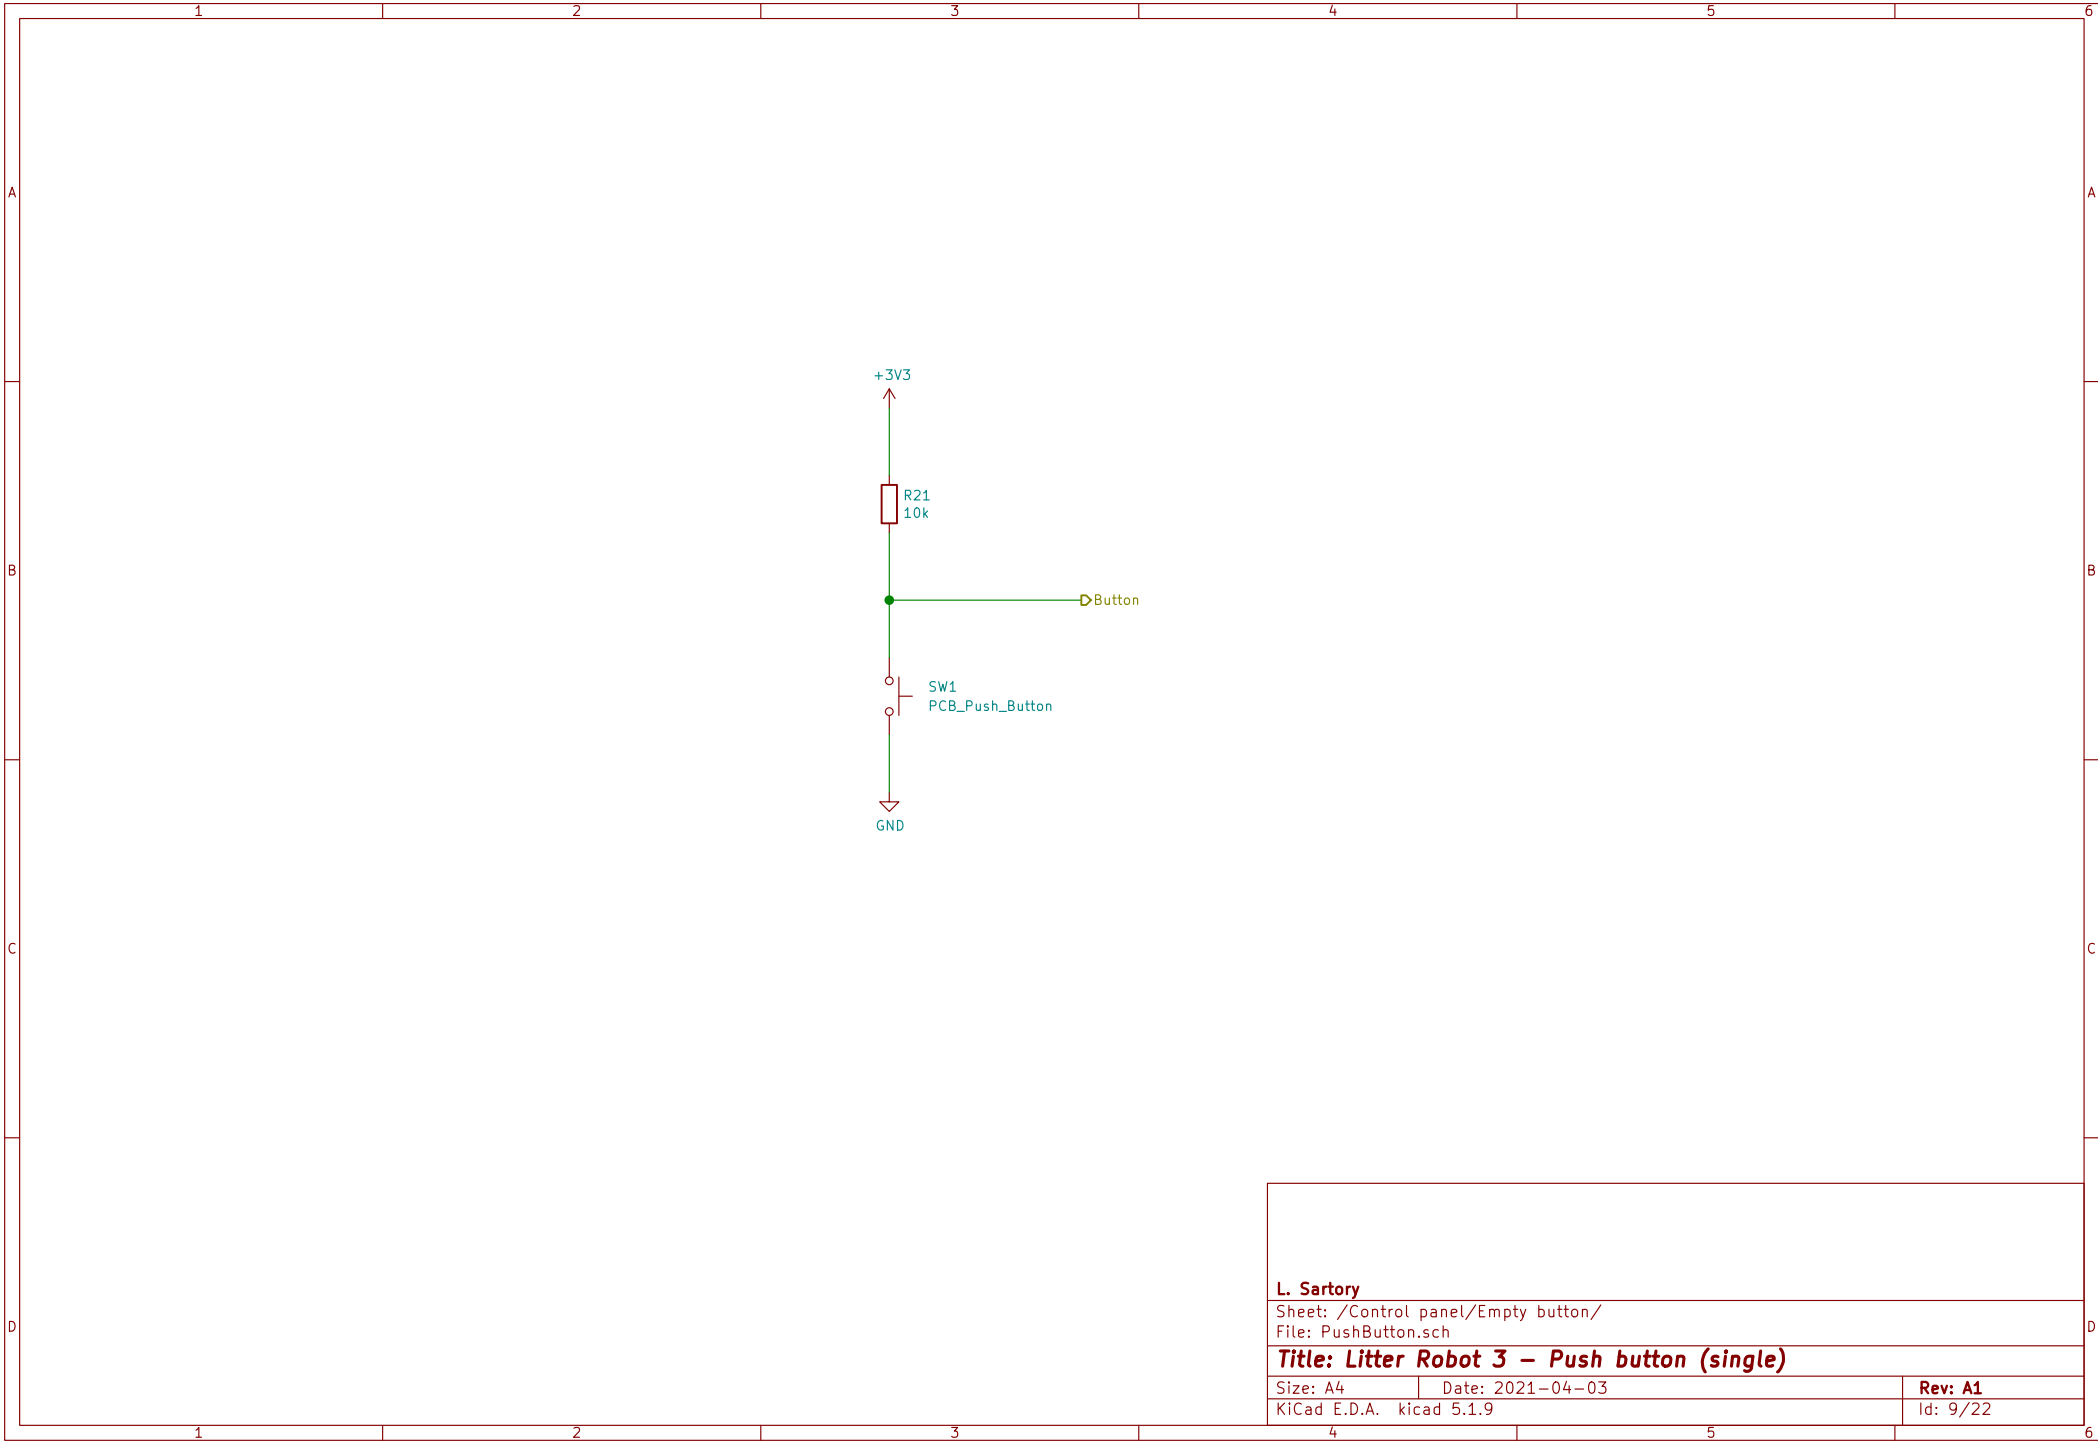 1 2 3 4 5 6
A A
+3V3
R21
10k
B B
Button
SW1
PCB_Push_Button
GND
C C
L. Sartory
Sheet: /Control panel/Empty button/
File: PushButton.sch
D D
Title: Litter Robot 3 – Push button (single)
Size: A4 Date: 2021-04-03 Rev: A1
KiCad E.D.A. kicad 5.1.9 Id: 9/22
1 2 3 4 5 6